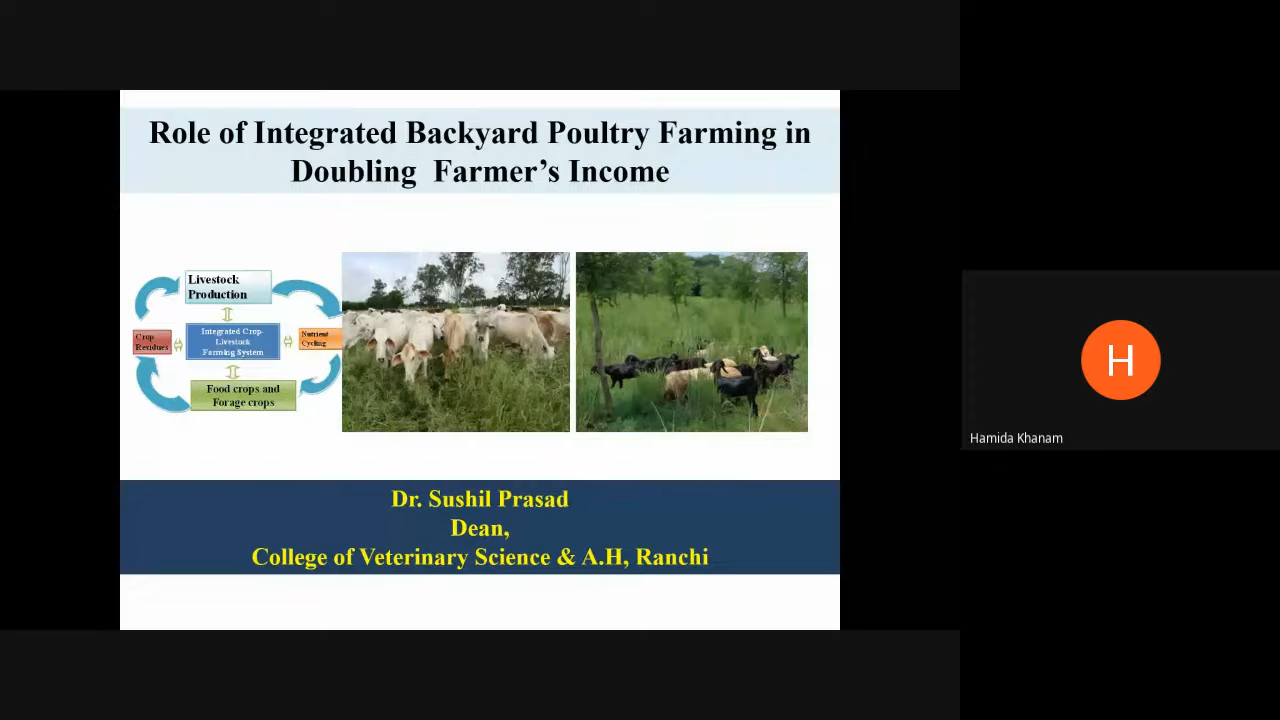 Role of Integrated Backyard Poultry Farming in
Doubling Farmer’s Income
Livestock
Production
Crop
Residues
Integrated Crop-
Livestock
Farming System
Nutrient
Cycling
Food crops and
Forage crops
Dr. Sushil Prasad
Dean,
College of Veterinary Science & A.H, Ranchi
H
Hamida Khanam